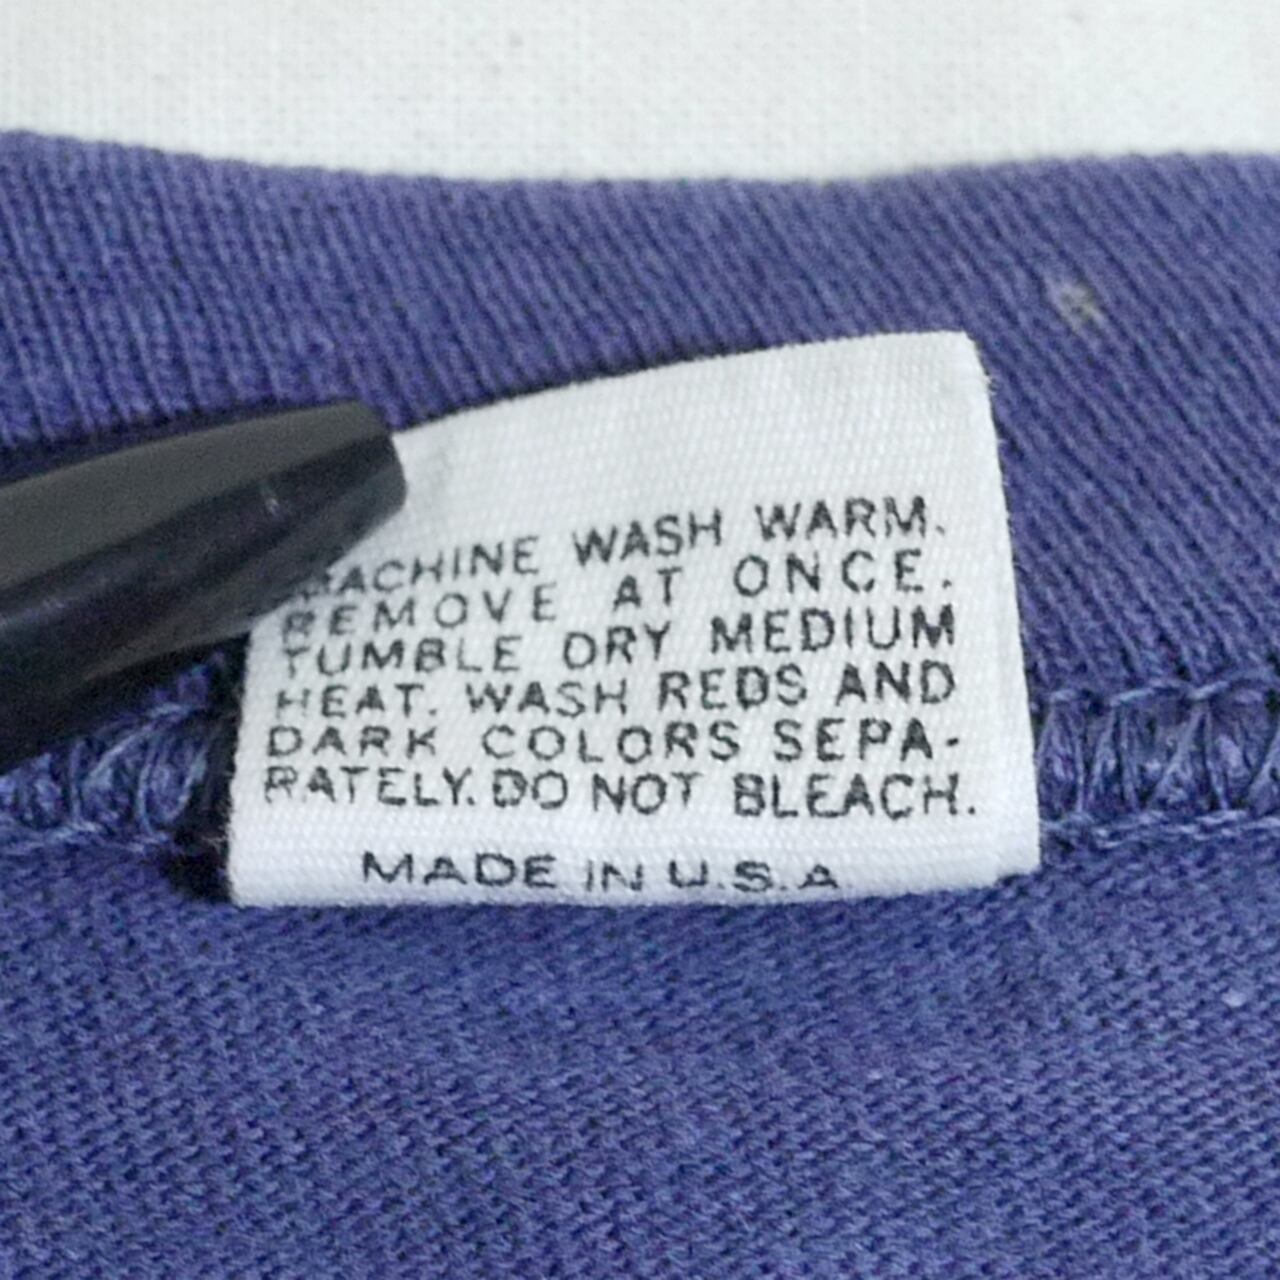 MACHINE WASH WARM.
REMOVE AT ONCE.
TUMBLE DRY MEDIUM
HEAT. WASH REDS AND
DARK COLORS SEPA-
RATELY. DO NOT BLEACH.
MADE IN U.S.A